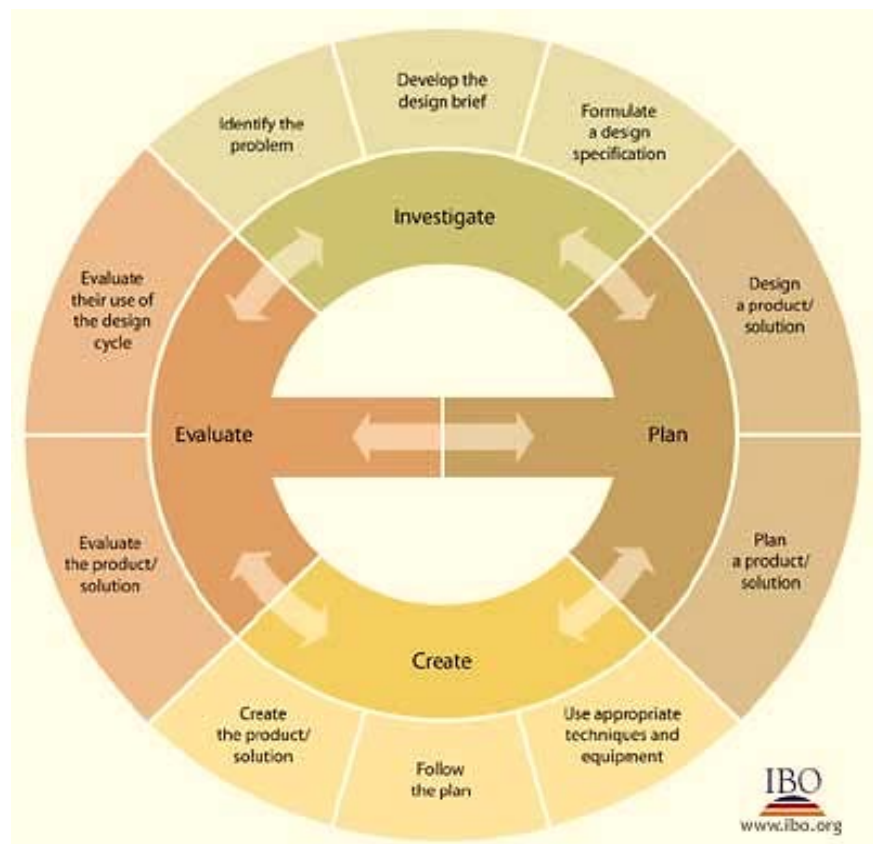 Identify the
problem
Develop the
design brief
Formulate
a design
specification
Investigate
Evaluate
their use of
the design
cycle
Design
a product/
solution
Evaluate
Plan
Evaluate
the product/
solution
Plan
a product/
solution
Create
Create
the product/
solution
Follow
the plan
Use appropriate
techniques and
equipment
IBO
www.ibo.org